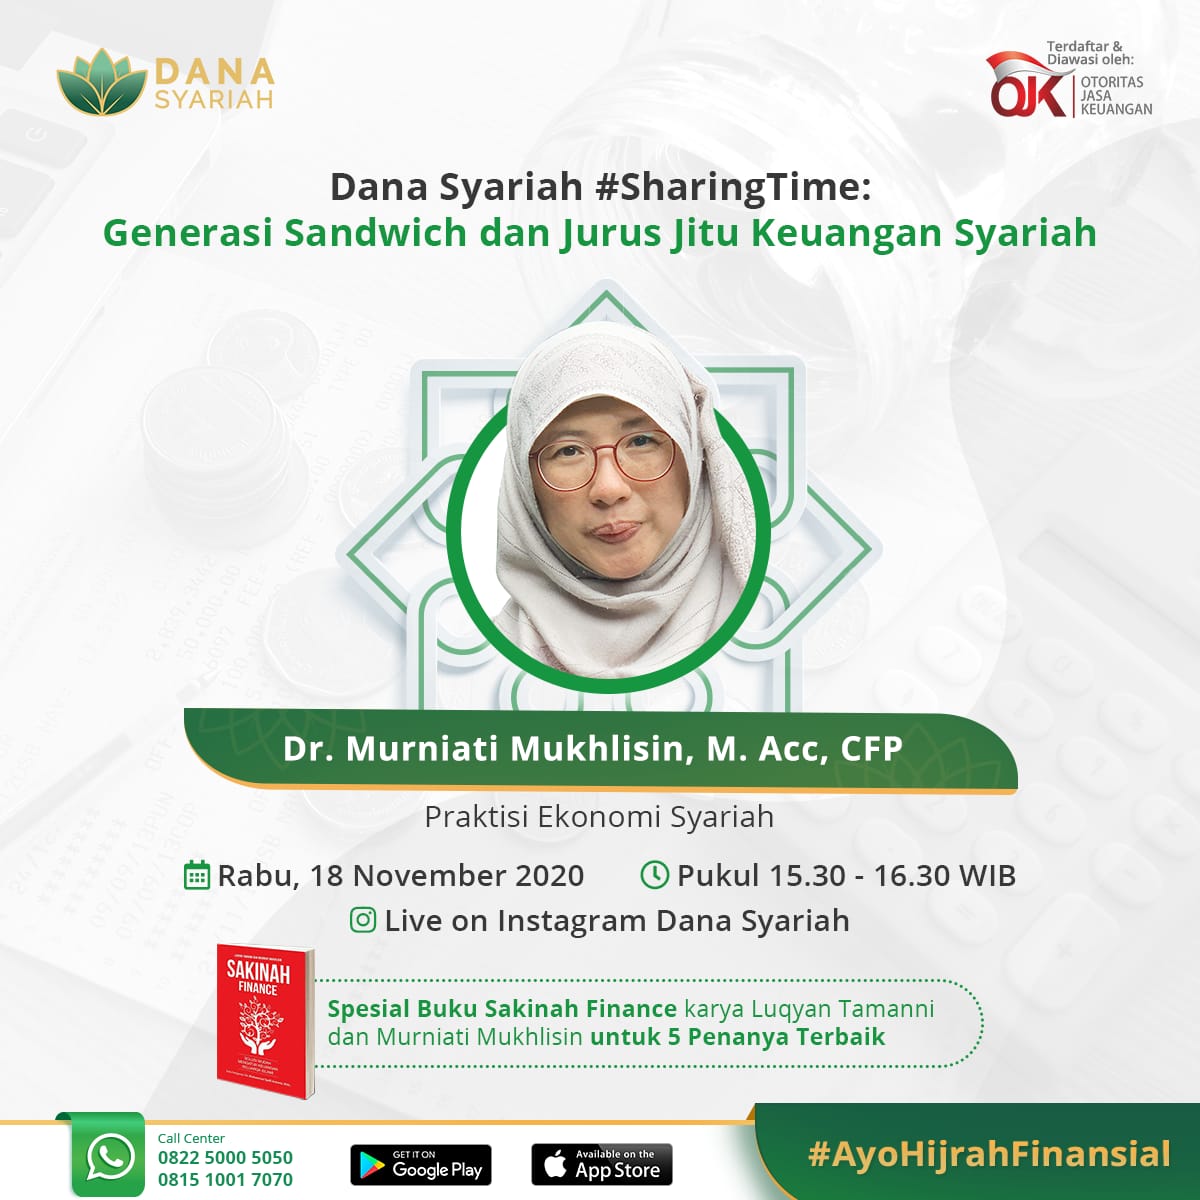 DANA
SYARIAH
Terdaftar &
Diawasi oleh:
OJK
OTORITAS
JASA
KEUANGAN
Dana Syariah #SharingTime:
Generasi Sandwich dan Jurus Jitu Keuangan Syariah
Dr. Murniati Mukhlisin, M. Acc, CFP
Praktisi Ekonomi Syariah
Rabu, 18 November 2020
Pukul 15.30 - 16.30 WIB
Live on Instagram Dana Syariah
SAKINAH
FINANCE
Spesial Buku Sakinah Finance karya Luqyan Tamanni
dan Murniati Mukhlisin untuk 5 Penanya Terbaik
Call Center
0822 5000 5050
0815 1001 7070
GET IT ON
Google Play
Available on the
App Store
#AyoHijrahFinansial